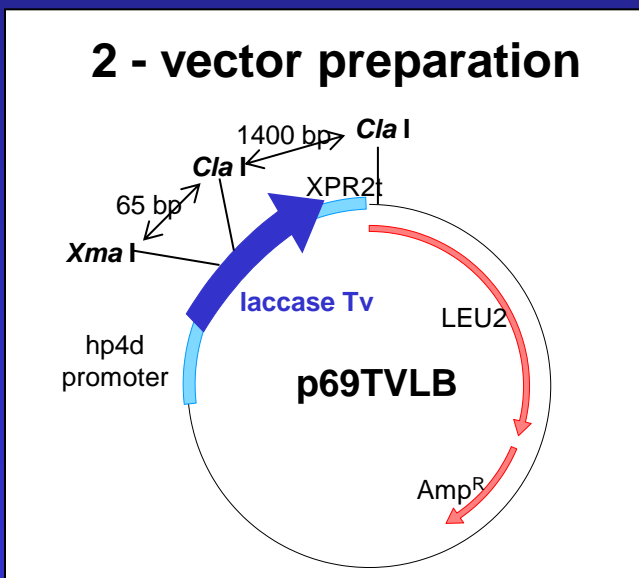 2 - vector preparation
1400 bp
Cla I
Cla I
XPR2t
65 bp
Xma I
laccase Tv
LEU2
hp4d
promoter
p69TVLB
AmpR